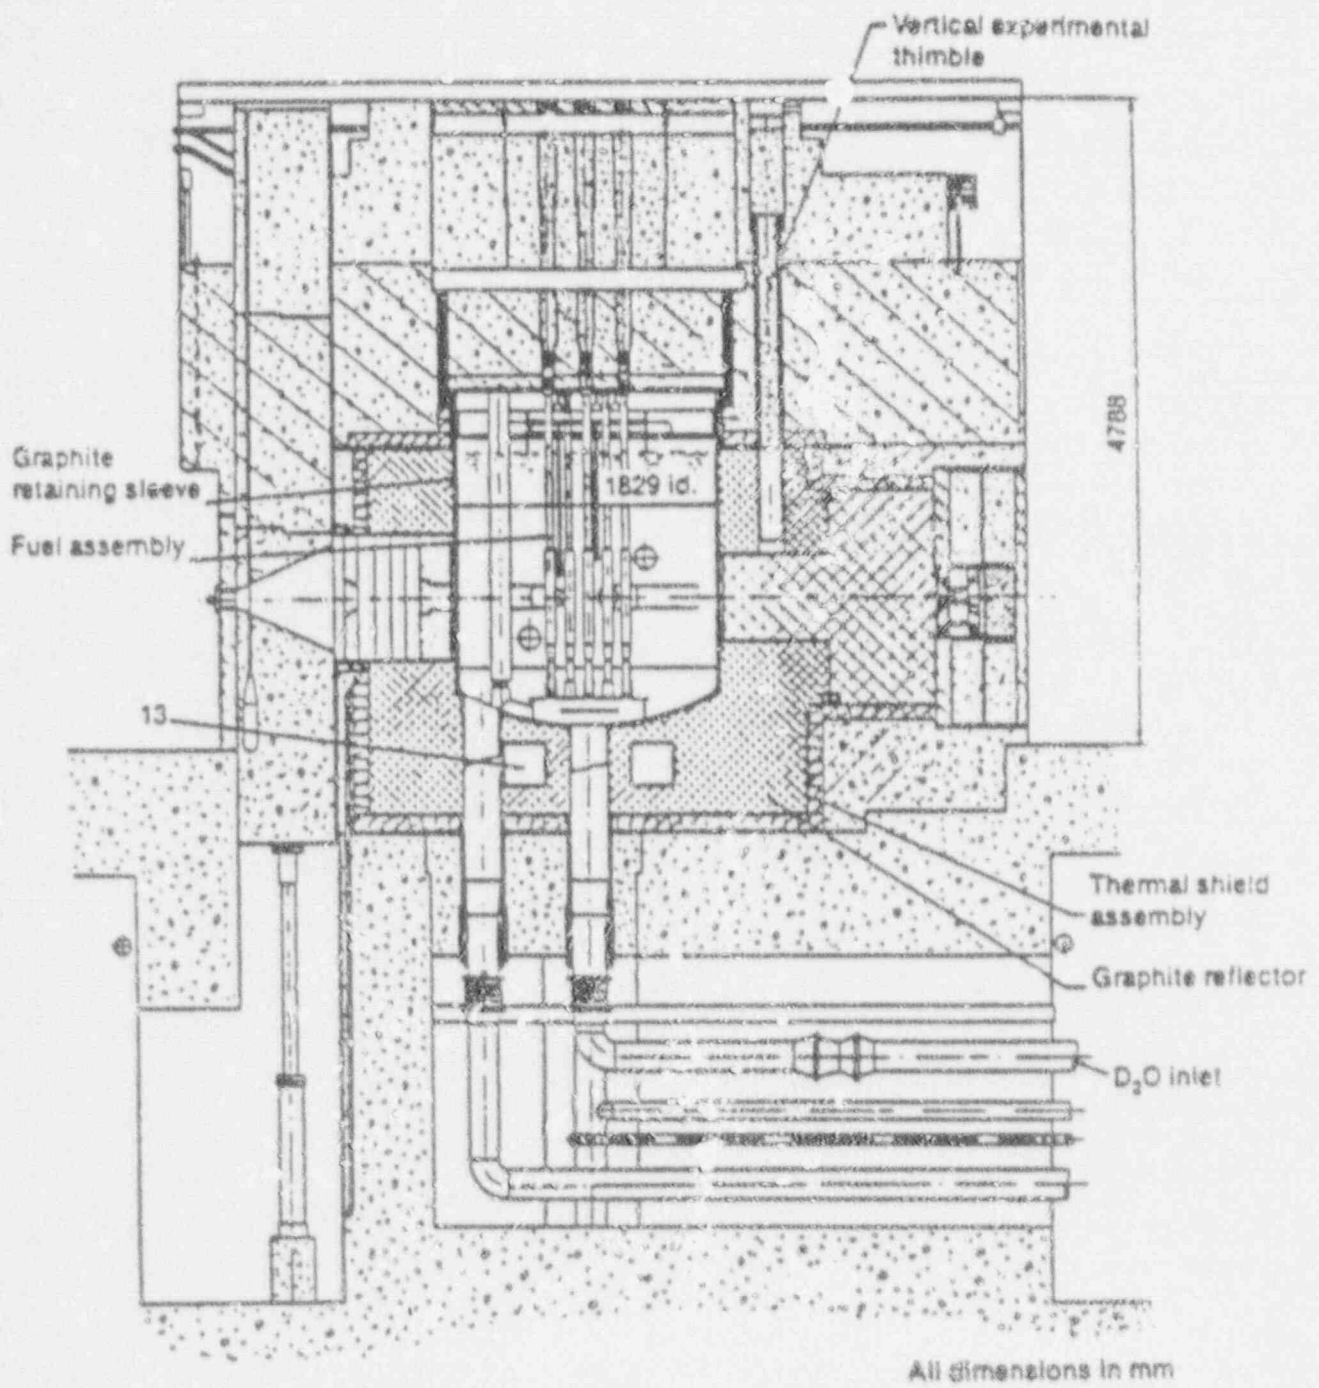 Vertical experimental
thimble
4788
Graphite
retaining sleeve
1829 id.
Fuel assembly
13
Thermal shield
assembly
Graphite reflector
D₂O inlet
All dimensions in mm